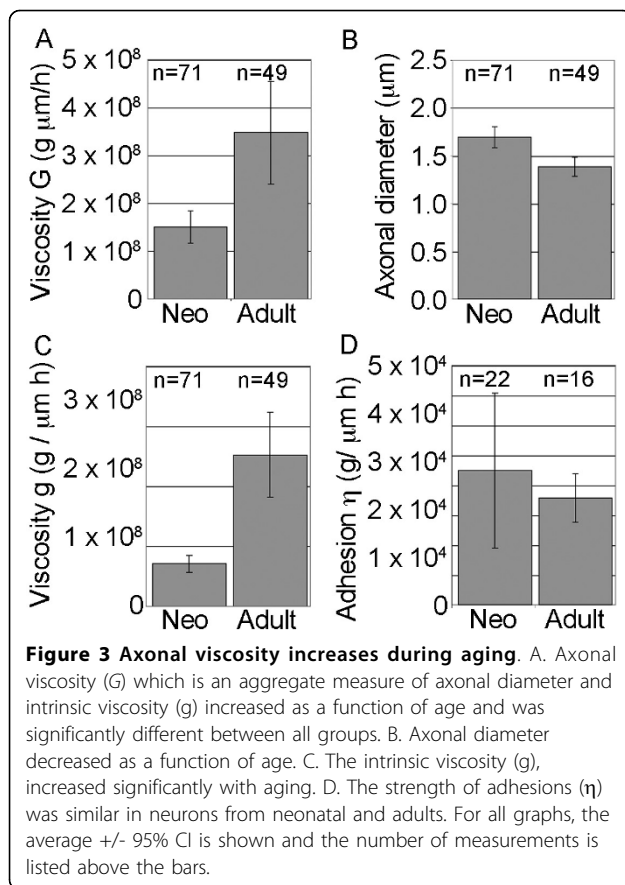 A
5 x 10⁸
4 x 10⁸
3 x 10⁸
2 x 10⁸
1 x 10⁸
0
Viscosity G (g μm/h)
n=71 n=49
Neo Adult
B
2.5
2.0
1.5
1.0
0.5
0.0
Axonal diameter (μm)
n=71 n=49
Neo Adult
C
3 x 10⁸
2 x 10⁸
1 x 10⁸
0
Viscosity g (g / μm h)
n=71 n=49
Neo Adult
D
5 x 10⁴
4 x 10⁴
3 x 10⁴
2 x 10⁴
1 x 10⁴
0
Adhesion η (g/ μm h)
n=22 n=16
Neo Adult
Figure 3 Axonal viscosity increases during aging. A. Axonal
viscosity (G) which is an aggregate measure of axonal diameter and
intrinsic viscosity (g) increased as a function of age and was
significantly different between all groups. B. Axonal diameter
decreased as a function of age. C. The intrinsic viscosity (g),
increased significantly with aging. D. The strength of adhesions (η)
was similar in neurons from neonatal and adults. For all graphs, the
average +/- 95% CI is shown and the number of measurements is
listed above the bars.